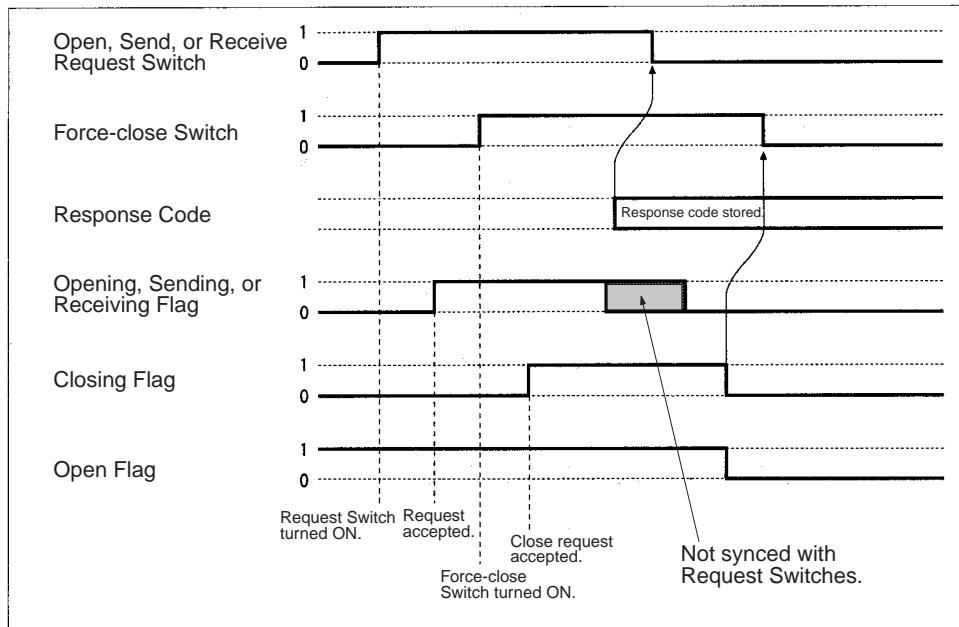 Open, Send, or Receive
Request Switch
1
0
Force-close Switch
1
0
Response Code
Response code stored.
Opening, Sending, or
Receiving Flag
1
0
Closing Flag
1
0
Open Flag
1
0
Request Switch
turned ON.
Request
accepted.
Close request
accepted.
Force-close
Switch turned ON.
Not synced with
Request Switches.